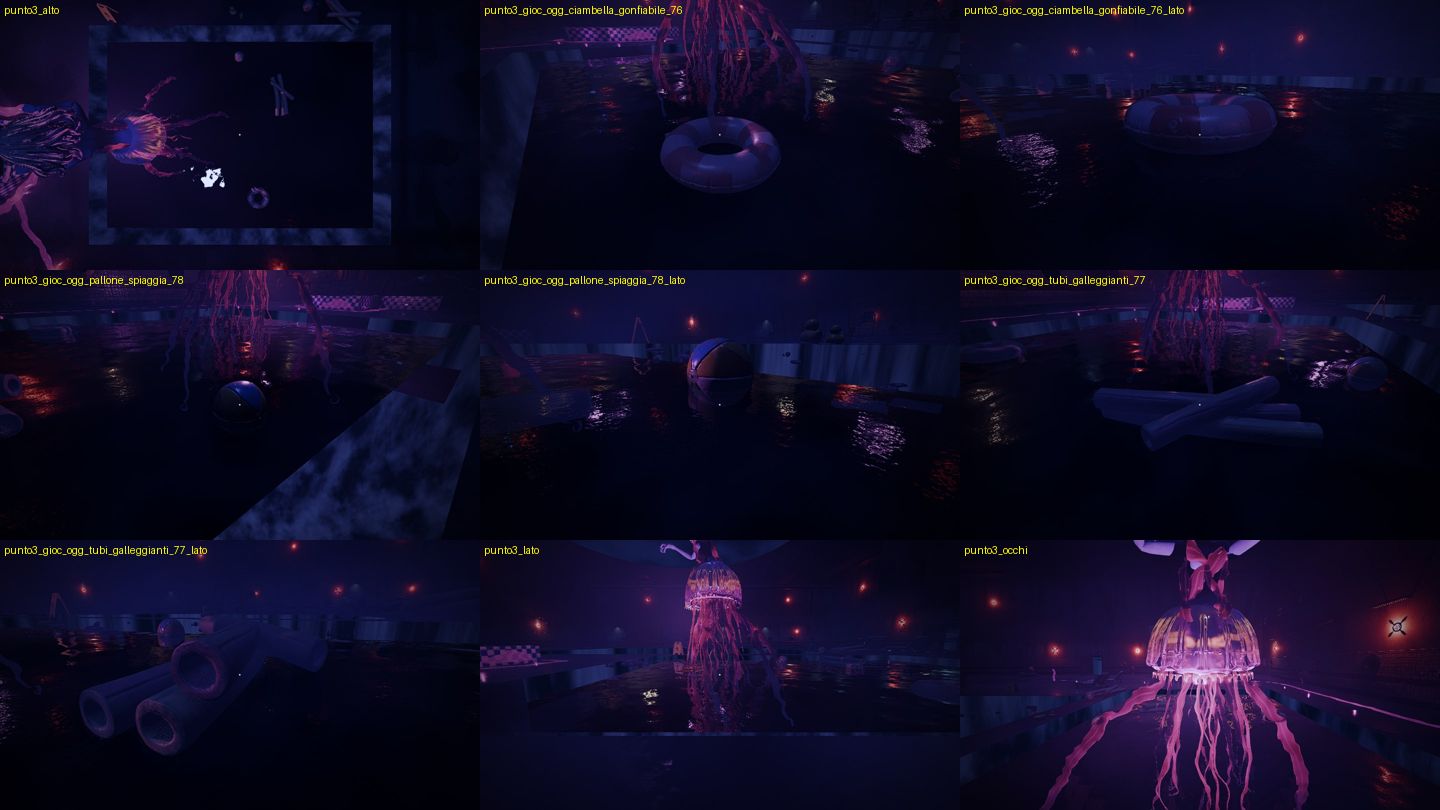 punto3_alto
punto3_gioc_ogg_ciambella_gonfiabile_76
punto3_gioc_ogg_ciambella_gonfiabile_76_lato
punto3_gioc_ogg_pallone_spiaggia_78
punto3_gioc_ogg_pallone_spiaggia_78_lato
punto3_gioc_ogg_tubi_galleggianti_77
punto3_gioc_ogg_tubi_galleggianti_77_lato
punto3_lato
punto3_occhi